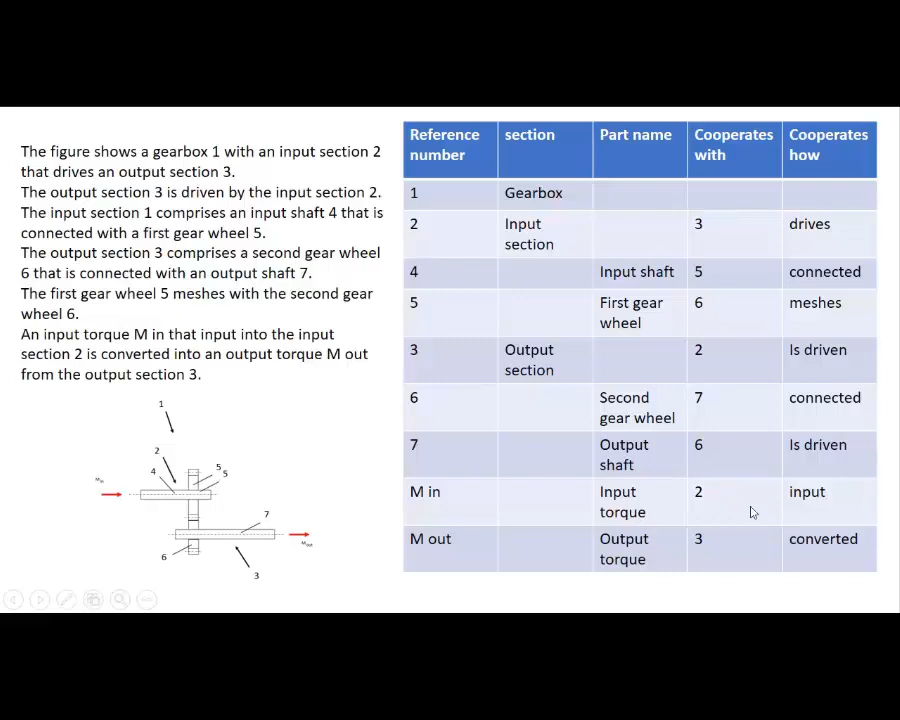 The figure shows a gearbox 1 with an input section 2
that drives an output section 3.
The output section 3 is driven by the input section 2.
The input section 1 comprises an input shaft 4 that is
connected with a first gear wheel 5.
The output section 3 comprises a second gear wheel
6 that is connected with an output shaft 7.
The first gear wheel 5 meshes with the second gear
wheel 6.
An input torque M in that input into the input
section 2 is converted into an output torque M out
from the output section 3.
1
2
4
5
5
M in
7
M out
6
3
Reference number section Part name Cooperates with Cooperates how
1 Gearbox
2 Input section 3 drives
4 Input shaft 5 connected
5 First gear wheel 6 meshes
3 Output section 2 Is driven
6 Second gear wheel 7 connected
7 Output shaft 6 Is driven
M in Input torque 2 input
M out Output torque 3 converted